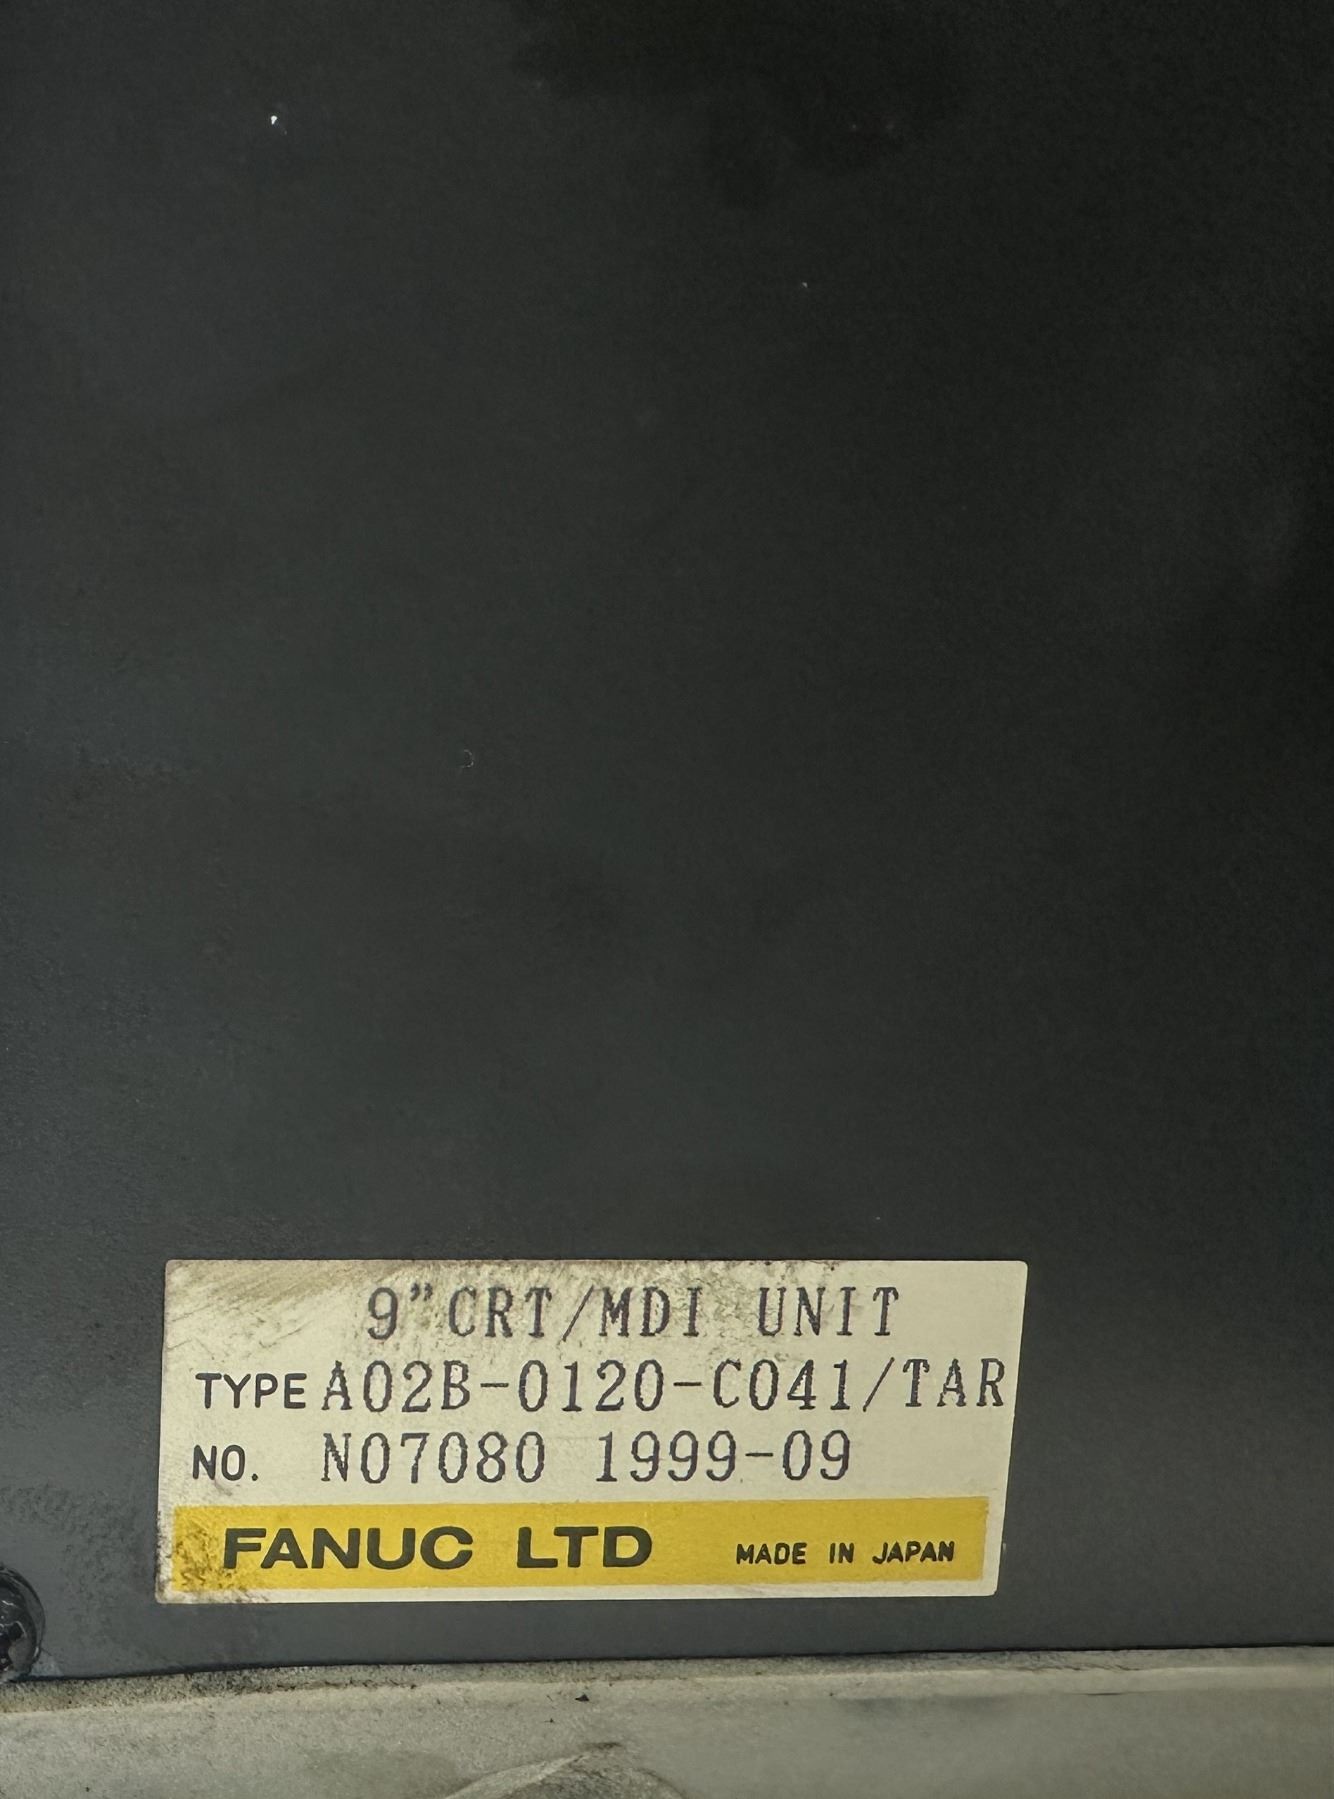 9"CRT/MDI UNIT
TYPE A02B-0120-C041/TAR
NO. N07080 1999-09
FANUC LTD MADE IN JAPAN